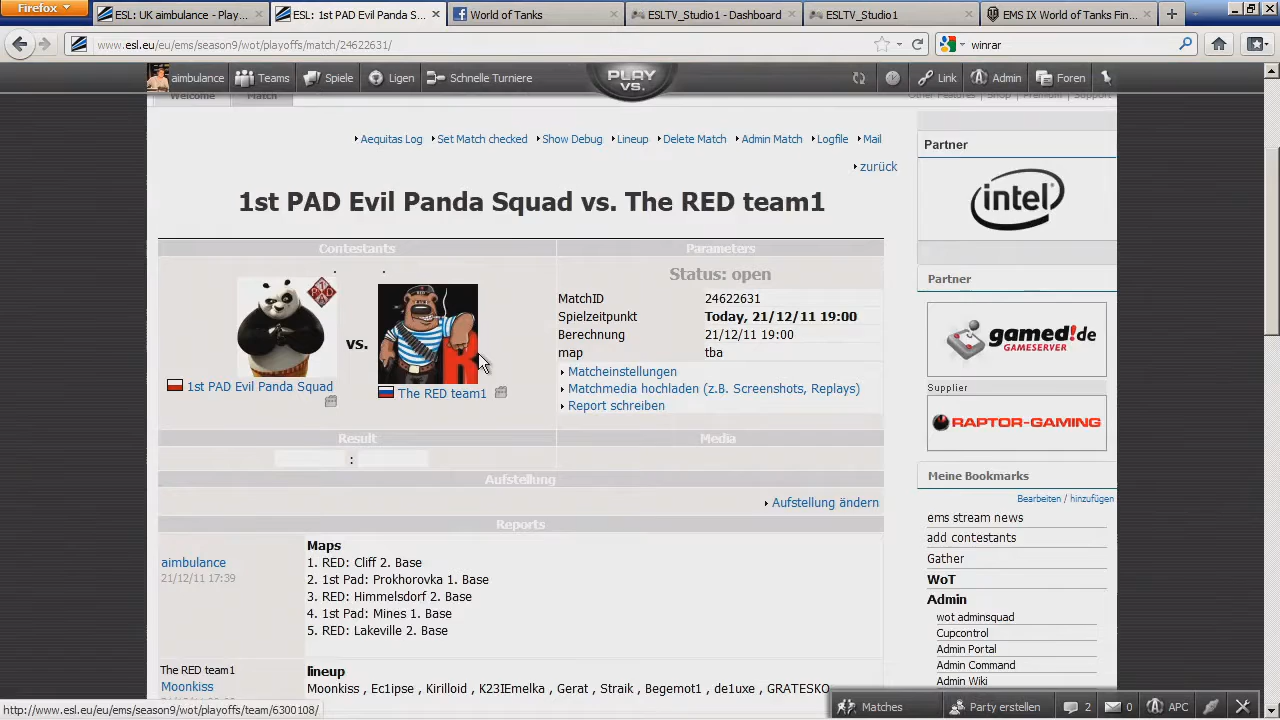 Firefox
ESL: UK aimbulance - Play...
ESL: 1st PAD Evil Panda S...
World of Tanks
ESLTV_Studio1 - Dashboard
ESLTV_Studio1
EMS IX World of Tanks Fin...
www.esl.eu/eu/ems/season9/wot/playoffs/match/24622631/
winrar
aimbulance Teams Spiele Ligen Schnelle Turniere PLAY VS. Link Admin Foren
Welcome Match
Other Features | Shop | Premium | Support
Aequitas Log Set Match checked Show Debug Lineup Delete Match Admin Match Logfile Mail
zurück
1st PAD Evil Panda Squad vs. The RED team1
Contestants
Parameters
Status: open
MatchID 24622631
Spielzeitpunkt Today, 21/12/11 19:00
Berechnung 21/12/11 19:00
map tba
Matcheinstellungen
Matchmedia hochladen (z.B. Screenshots, Replays)
Report schreiben
1 PAD
vs.
R
1st PAD Evil Panda Squad
The RED team1
Result
Media
:
Aufstellung
Aufstellung ändern
Reports
aimbulance
21/12/11 17:39
Maps
1. RED: Cliff 2. Base
2. 1st Pad: Prokhorovka 1. Base
3. RED: Himmelsdorf 2. Base
4. 1st Pad: Mines 1. Base
5. RED: Lakeville 2. Base
The RED team1
Moonkiss
lineup
Moonkiss , Ec1ipse , Kirilloid , K23IEmelka , Gerat , Straik , Begemot1 , de1uxe , GRATESKO
Partner
intel
Partner
gamed!de
GAMESERVER
Supplier
RAPTOR-GAMING
Meine Bookmarks
Bearbeiten / hinzufügen
ems stream news
add contestants
Gather
WoT
Admin
wot adminsquad
Cupcontrol
Admin Portal
Admin Command
Admin Wiki
http://www.esl.eu/eu/ems/season9/wot/playoffs/team/6300108/
Matches Party erstellen 2 0 APC